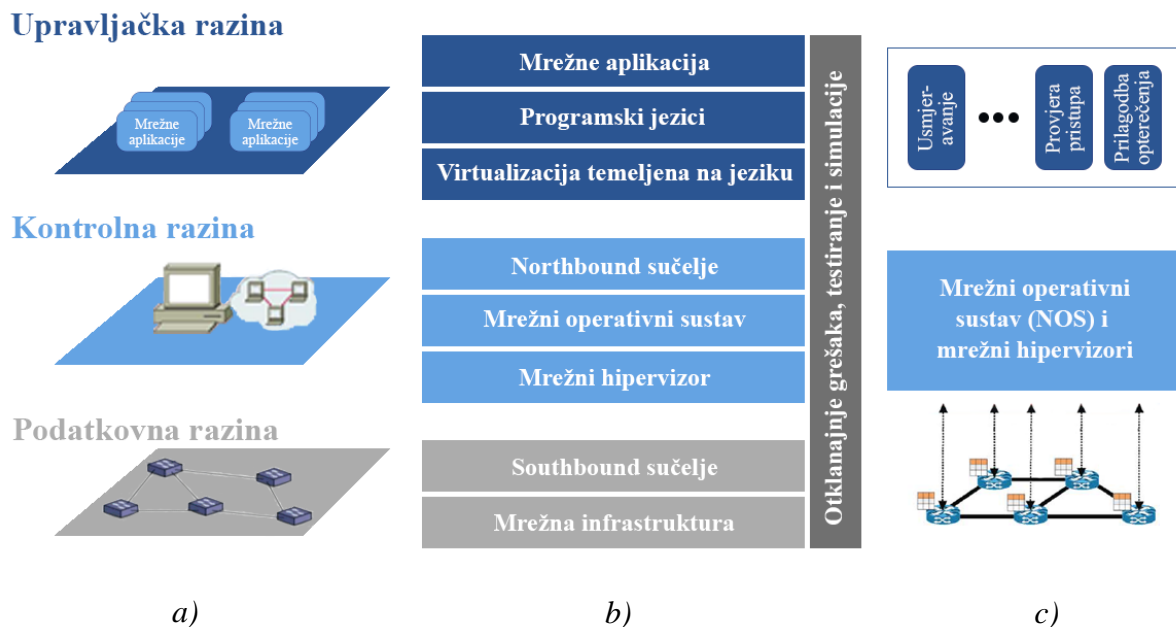 Upravljačka razina
Mrežne
aplikacije
Mrežne
aplikacije
Kontrolna razina
Podatkovna razina
a)
Mrežne aplikacija
Programski jezici
Virtualizacija temeljena na jeziku
Northbound sučelje
Mrežni operativni sustav
Mrežni hipervizor
Southbound sučelje
Mrežna infrastruktura
Otklanajnje grešaka, testiranje i simulacije
b)
Usmjer-
avanje
Provjera
pristupa
Prilagodba
opterečenja
Mrežni operativni
sustav (NOS) i
mrežni hipervizori
c)